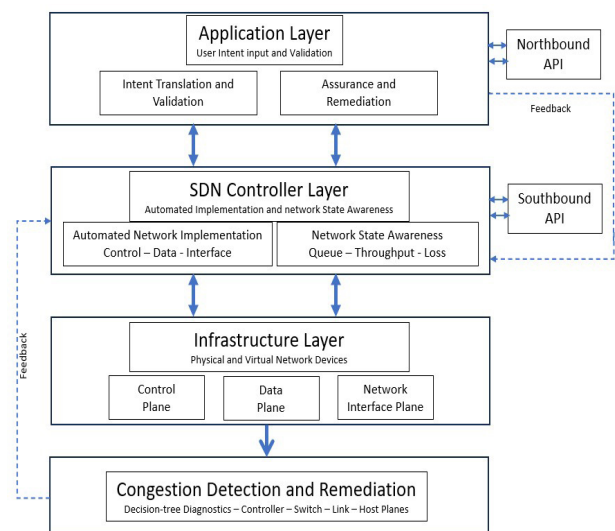 Application Layer
User Intent input and Validation
Northbound
API
Intent Translation and
Validation
Assurance and
Remediation
Feedback
SDN Controller Layer
Automated Implementation and network State Awareness
Southbound
API
Automated Network Implementation
Control – Data - Interface
Network State Awareness
Queue – Throughput - Loss
Infrastructure Layer
Physical and Virtual Network Devices
Feedback
Control
Plane
Data
Plane
Network
Interface Plane
Congestion Detection and Remediation
Decision-tree Diagnostics – Controller – Switch – Link – Host Planes